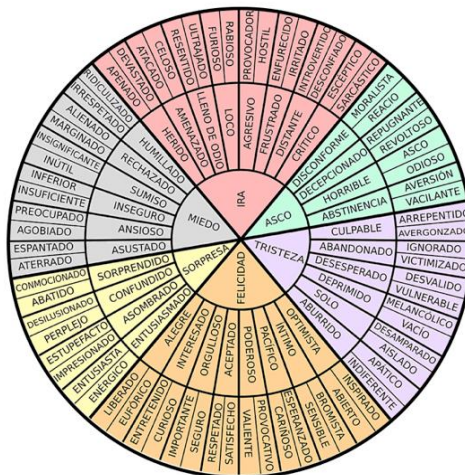 IRA
HERIDO
AMENAZADO
LLENO DE ODIO
LOCO
AGRESIVO
FRUSTRADO
DISTANTE
CRÍTICO
APENADO
DEVASTADO
ATACADO
CELOSO
RESENTIDO
ULTRAJADO
FURIOSO
RABIOSO
PROVOCADOR
HOSTIL
ENFURECIDO
IRRITADO
INTROVERTIDO
DESCONFIADO
ESCÉPTICO
SARCÁSTICO
ASCO
DISCONFORME
DECEPCIONADO
HORRIBLE
ABSTINENCIA
MORALISTA
REACIO
REPUGNANTE
REVOLTOSO
ASCO
ODIOSO
AVERSIÓN
VACILANTE
TRISTEZA
CULPABLE
ABANDONADO
DESESPERADO
DEPRIMIDO
SOLO
ABURRIDO
ARREPENTIDO
AVERGONZADO
IGNORADO
VICTIMIZADO
DESVALIDO
VULNERABLE
MELANCÓLICO
VACÍO
DESAMPARADO
AISLADO
APÁTICO
INDIFERENTE
FELICIDAD
OPTIMISTA
ÍNTIMO
PACÍFICO
PODEROSO
ACEPTADO
ORGULLOSO
INTERESADO
ALEGRE
INSPIRADO
ABIERTO
BROMISTA
SENSIBLE
ESPERANZADO
CARIÑOSO
PROVOCATIVO
VALIENTE
SATISFECHO
RESPETADO
SEGURO
IMPORTANTE
CURIOSO
ENTRETENIDO
EUFÓRICO
LIBERADO
SORPRESA
ENTUSIASMADO
ASOMBRADO
CONFUNDIDO
SORPRENDIDO
ENÉRGICO
ENTUSIASTA
IMPRESIONADO
ESTUPEFACTO
PERPLEJO
DESILUSIONADO
ABATIDO
CONMOCIONADO
MIEDO
ASUSTADO
ANSIOSO
INSEGURO
SUMISO
RECHAZADO
HUMILLADO
ATERRADO
ESPANTADO
AGOBIADO
PREOCUPADO
INSUFICIENTE
INFERIOR
INÚTIL
INSIGNIFICANTE
MARGINADO
ALIENADO
IRRESPETADO
RIDICULIZADO